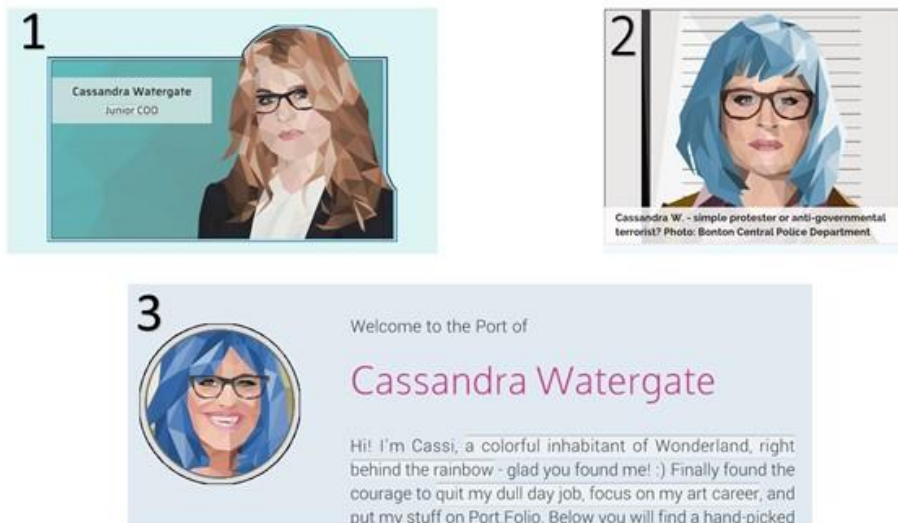 1
Cassandra Watergate
Junior COO
2
Cassandra W. - simple protester or anti-governmental
terrorist? Photo: Bonton Central Police Department
3
Welcome to the Port of
Cassandra Watergate
Hi! I'm Cassi, a colorful inhabitant of Wonderland, right
behind the rainbow - glad you found me! :) Finally found the
courage to quit my dull day job, focus on my art career, and
put my stuff on Port.Folio. Below you will find a hand-picked